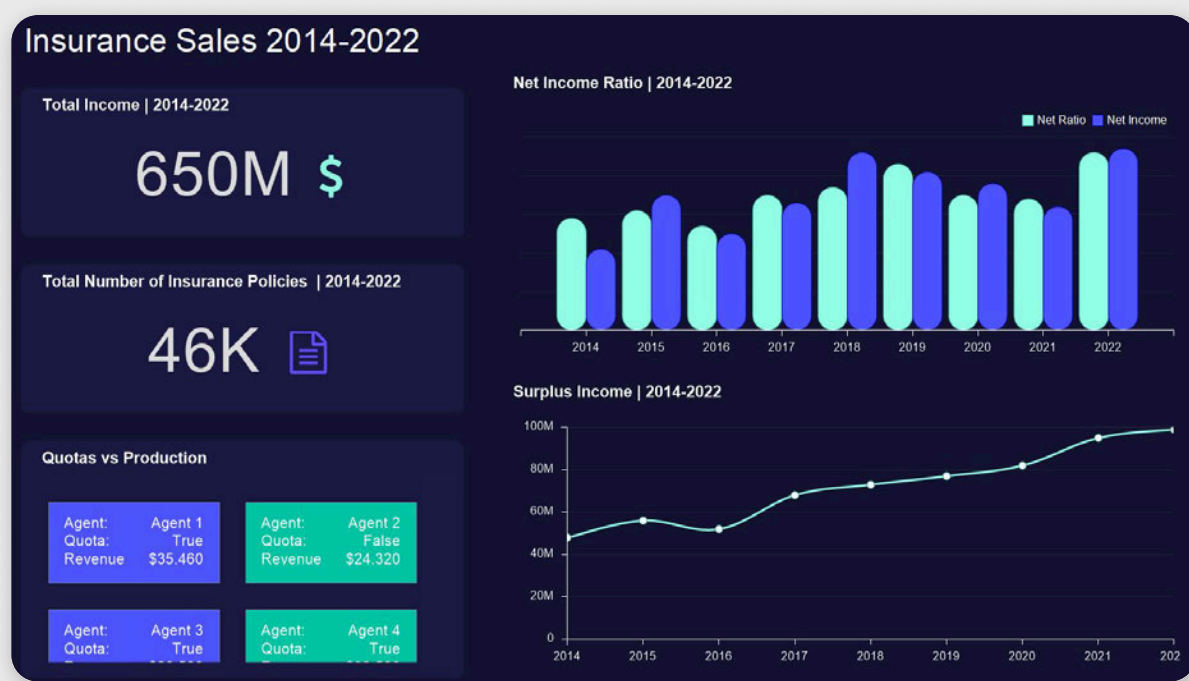 Insurance Sales 2014-2022
Total Income | 2014-2022
650M $
Total Number of Insurance Policies | 2014-2022
46K
Quotas vs Production
Agent: Agent 1
Quota: True
Revenue $35.460
Agent: Agent 2
Quota: False
Revenue $24.320
Agent: Agent 3
Quota: True
Agent: Agent 4
Quota: True
Net Income Ratio | 2014-2022
Net Ratio Net Income
2014 2015 2016 2017 2018 2019 2020 2021 2022
Surplus Income | 2014-2022
100M
80M
60M
40M
20M
0
2014 2015 2016 2017 2018 2019 2020 2021 202